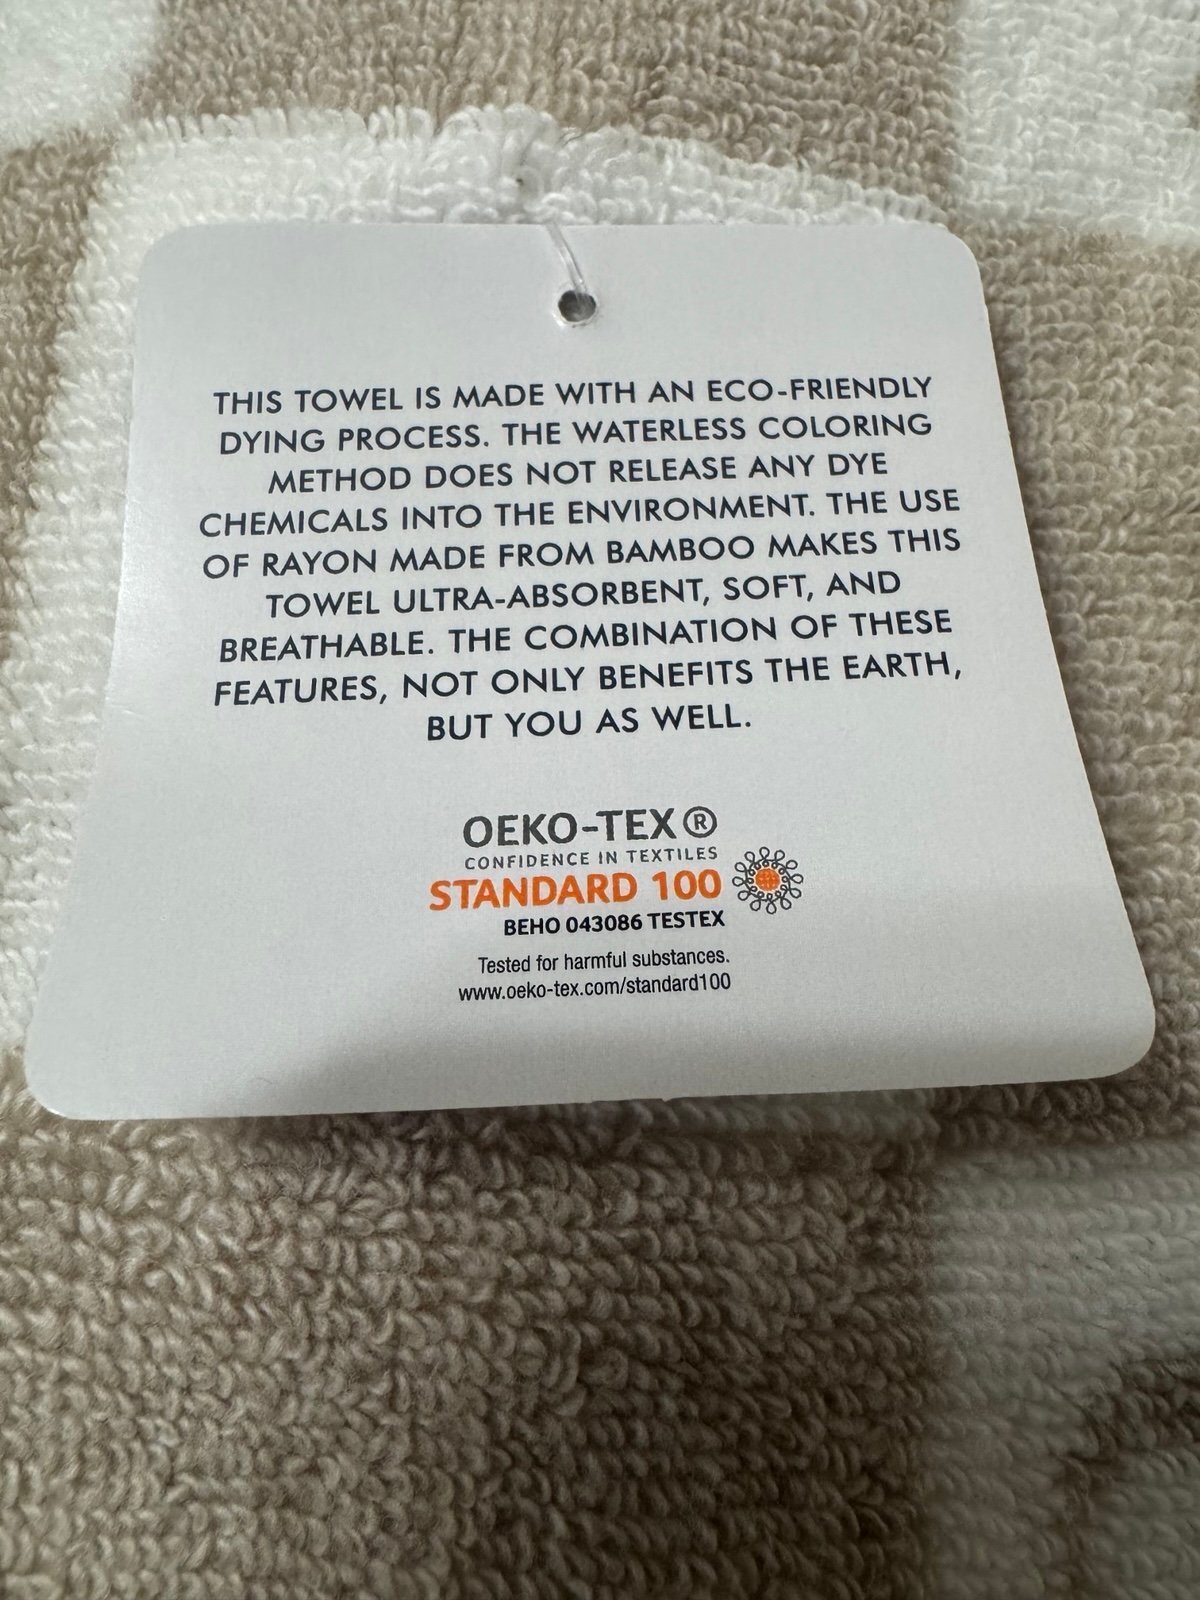 THIS TOWEL IS MADE WITH AN ECO-FRIENDLY
DYING PROCESS. THE WATERLESS COLORING
METHOD DOES NOT RELEASE ANY DYE
CHEMICALS INTO THE ENVIRONMENT. THE USE
OF RAYON MADE FROM BAMBOO MAKES THIS
TOWEL ULTRA-ABSORBENT, SOFT, AND
BREATHABLE. THE COMBINATION OF THESE
FEATURES, NOT ONLY BENEFITS THE EARTH,
BUT YOU AS WELL.
OEKO-TEX®
CONFIDENCE IN TEXTILES
STANDARD 100
BEHO 043086 TESTEX
Tested for harmful substances.
www.oeko-tex.com/standard100